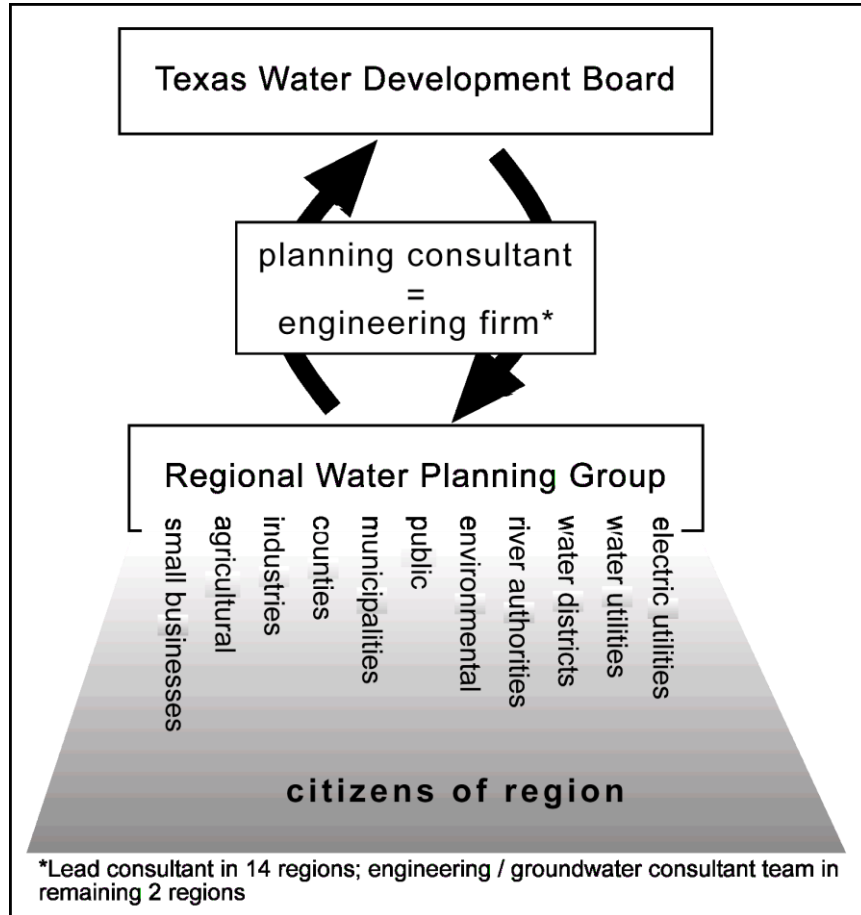 Texas Water Development Board
planning consultant
=
engineering firm*
Regional Water Planning Group
small businesses
agricultural
industries
counties
municipalities
public
environmental
river authorities
water districts
water utilities
electric utilities
citizens of region
*Lead consultant in 14 regions; engineering / groundwater consultant team in
remaining 2 regions